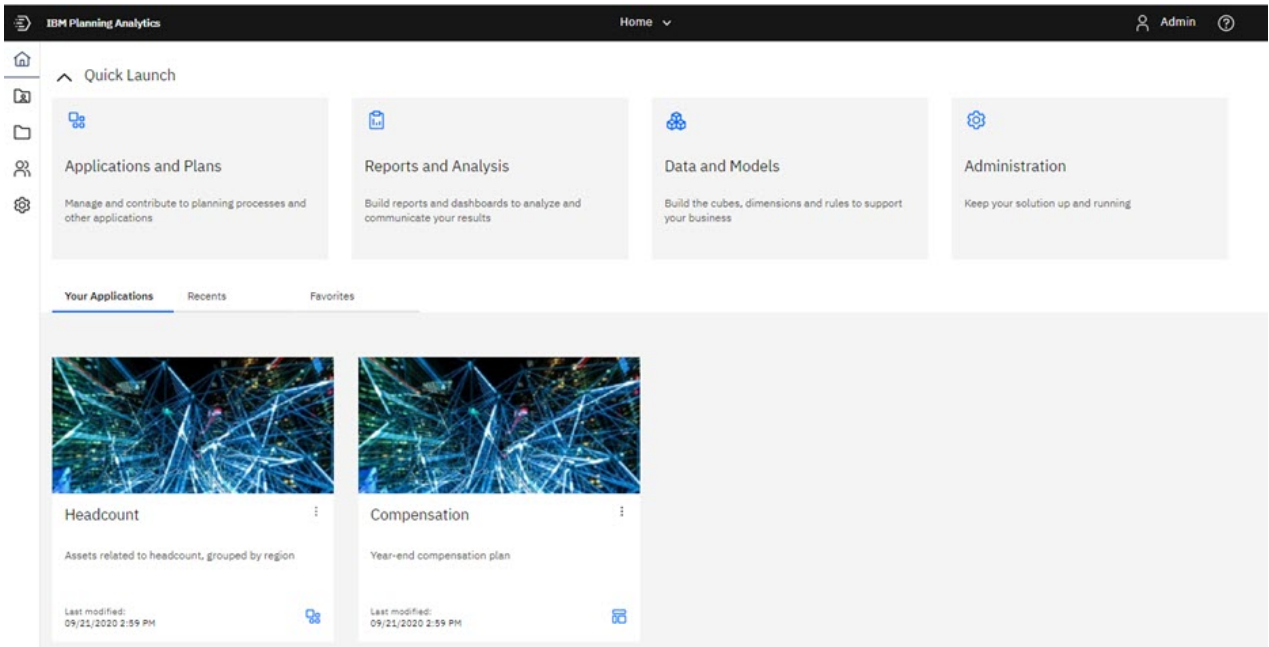 IBM Planning Analytics
Home
Admin
Quick Launch
Applications and Plans
Manage and contribute to planning processes and
other applications
Reports and Analysis
Build reports and dashboards to analyze and
communicate your results
Data and Models
Build the cubes, dimensions and rules to support
your business
Administration
Keep your solution up and running
Your Applications
Recents
Favorites
Headcount
Assets related to headcount, grouped by region
Last modified:
09/21/2020 2:59 PM
Compensation
Year-end compensation plan
Last modified:
09/21/2020 2:59 PM